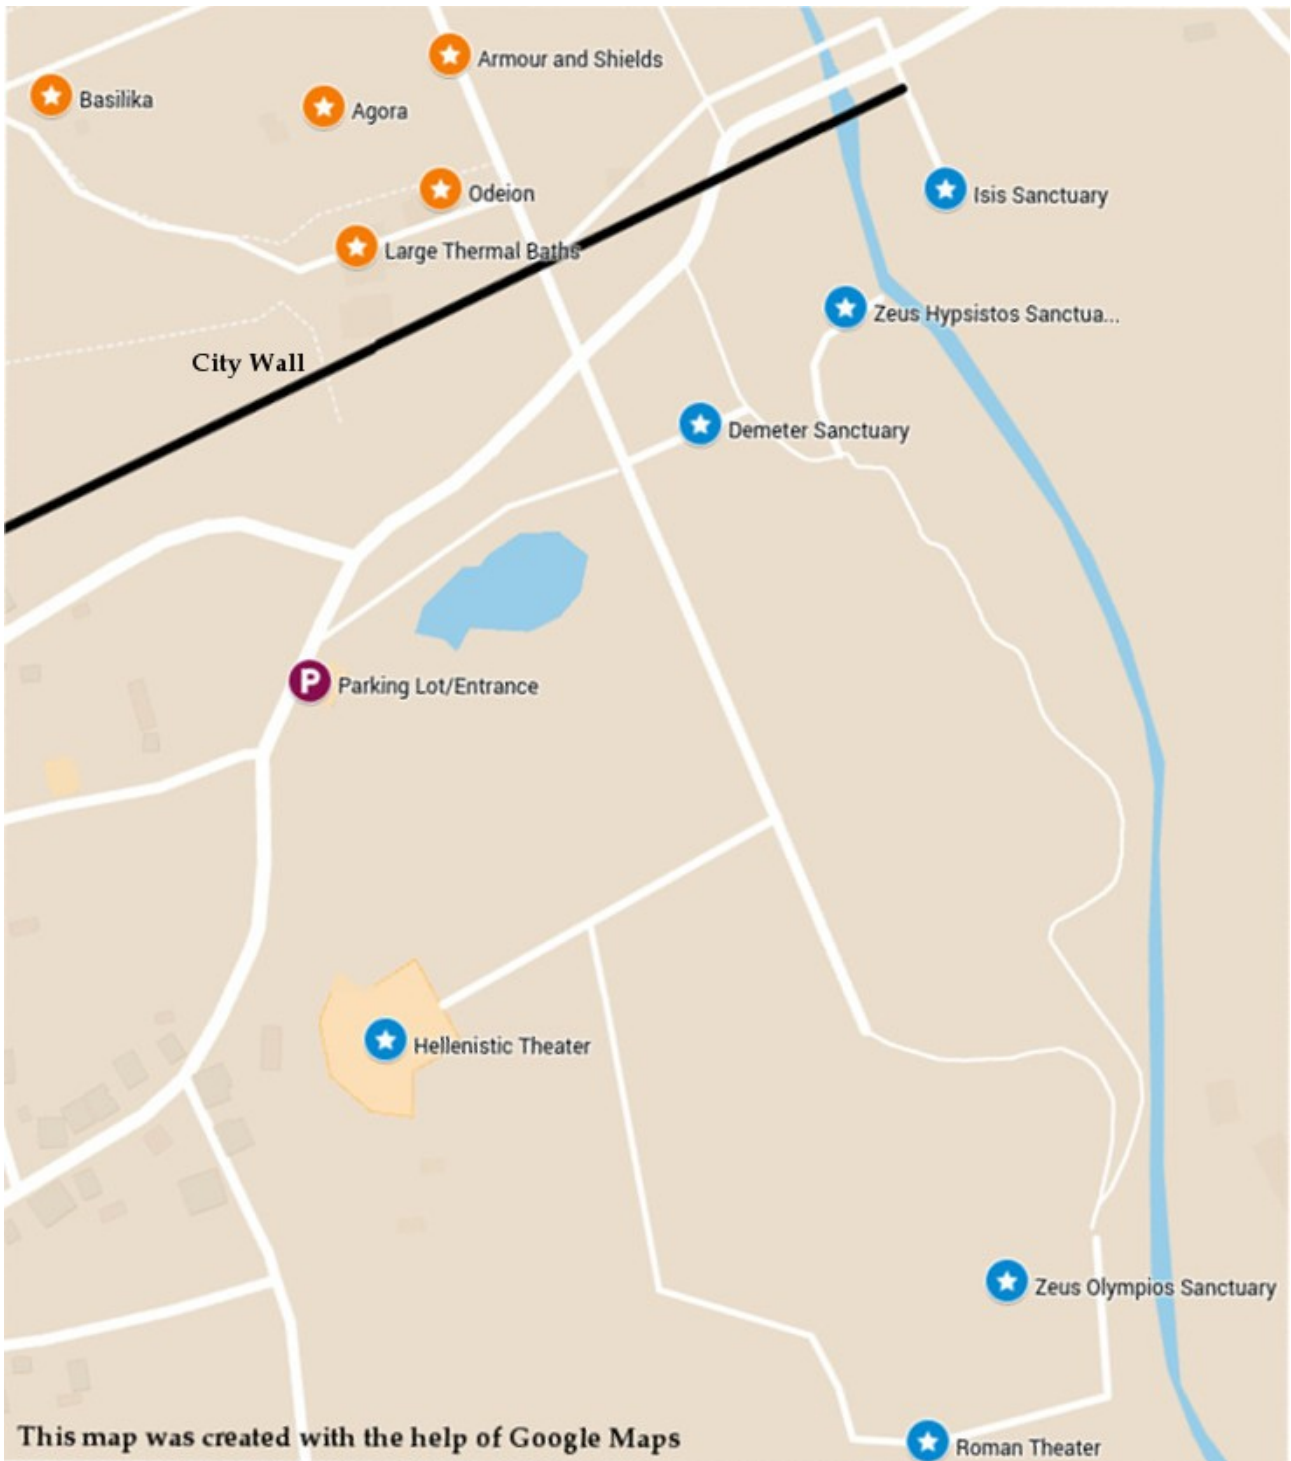 Armour and Shields
Basilika
Agora
Odeion
Isis Sanctuary
Large Thermal Baths
Zeus Hypsistos Sanctua...
City Wall
Demeter Sanctuary
P
Parking Lot/Entrance
Hellenistic Theater
Zeus Olympios Sanctuary
This map was created with the help of Google Maps
Roman Theater